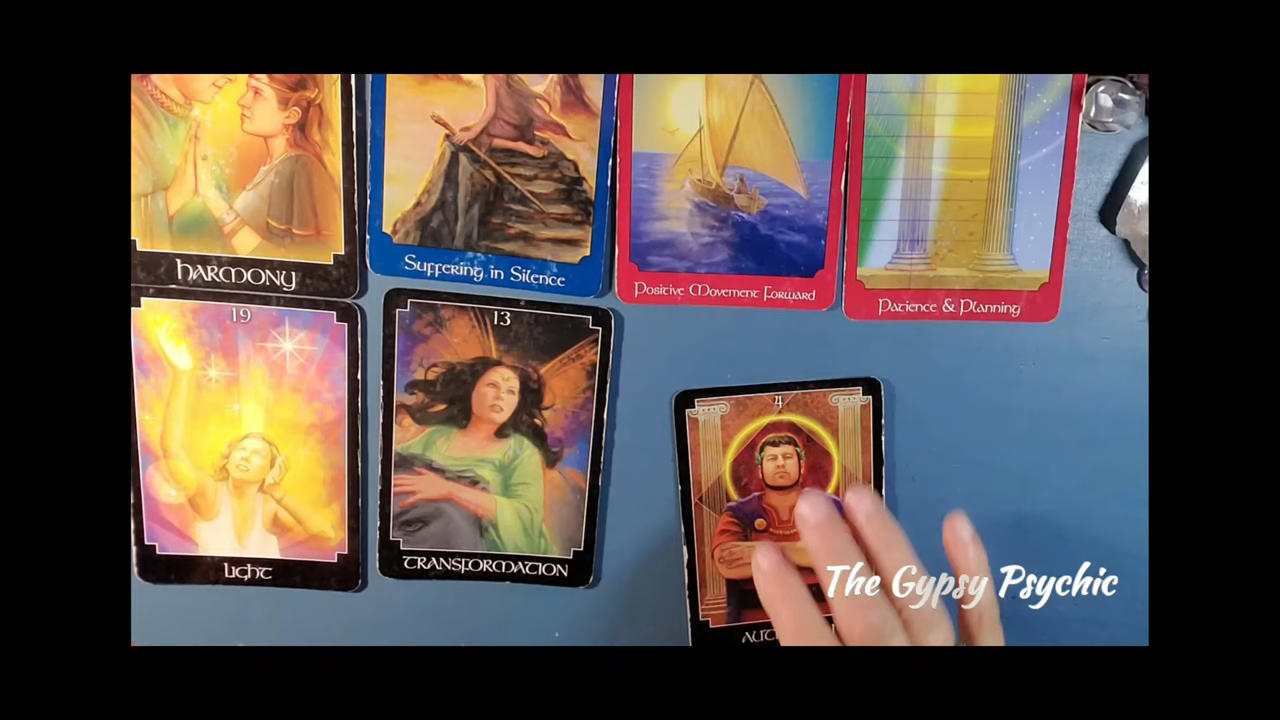 HARMONY
Suffering in Silence
Positive Movement Forward
Patience & Planning
19
LIGHT
13
TRANSFORMATION
4
The Gypsy Psychic